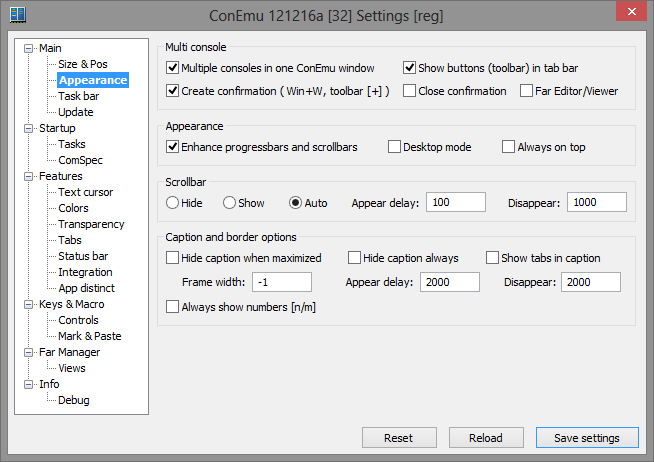 ConEmu 121216a [32] Settings [reg]
Main
Size & Pos
Appearance
Task bar
Update
Startup
Tasks
ComSpec
Features
Text cursor
Colors
Transparency
Tabs
Status bar
Integration
App distinct
Keys & Macro
Controls
Mark & Paste
Far Manager
Views
Info
Debug
Multi console
Multiple consoles in one ConEmu window Show buttons (toolbar) in tab bar
Create confirmation ( Win+W, toolbar [+] ) Close confirmation Far Editor/Viewer
Appearance
Enhance progressbars and scrollbars Desktop mode Always on top
Scrollbar
Hide Show Auto Appear delay: 100 Disappear: 1000
Caption and border options
Hide caption when maximized Hide caption always Show tabs in caption
Frame width: -1 Appear delay: 2000 Disappear: 2000
Always show numbers [n/m]
Reset Reload Save settings